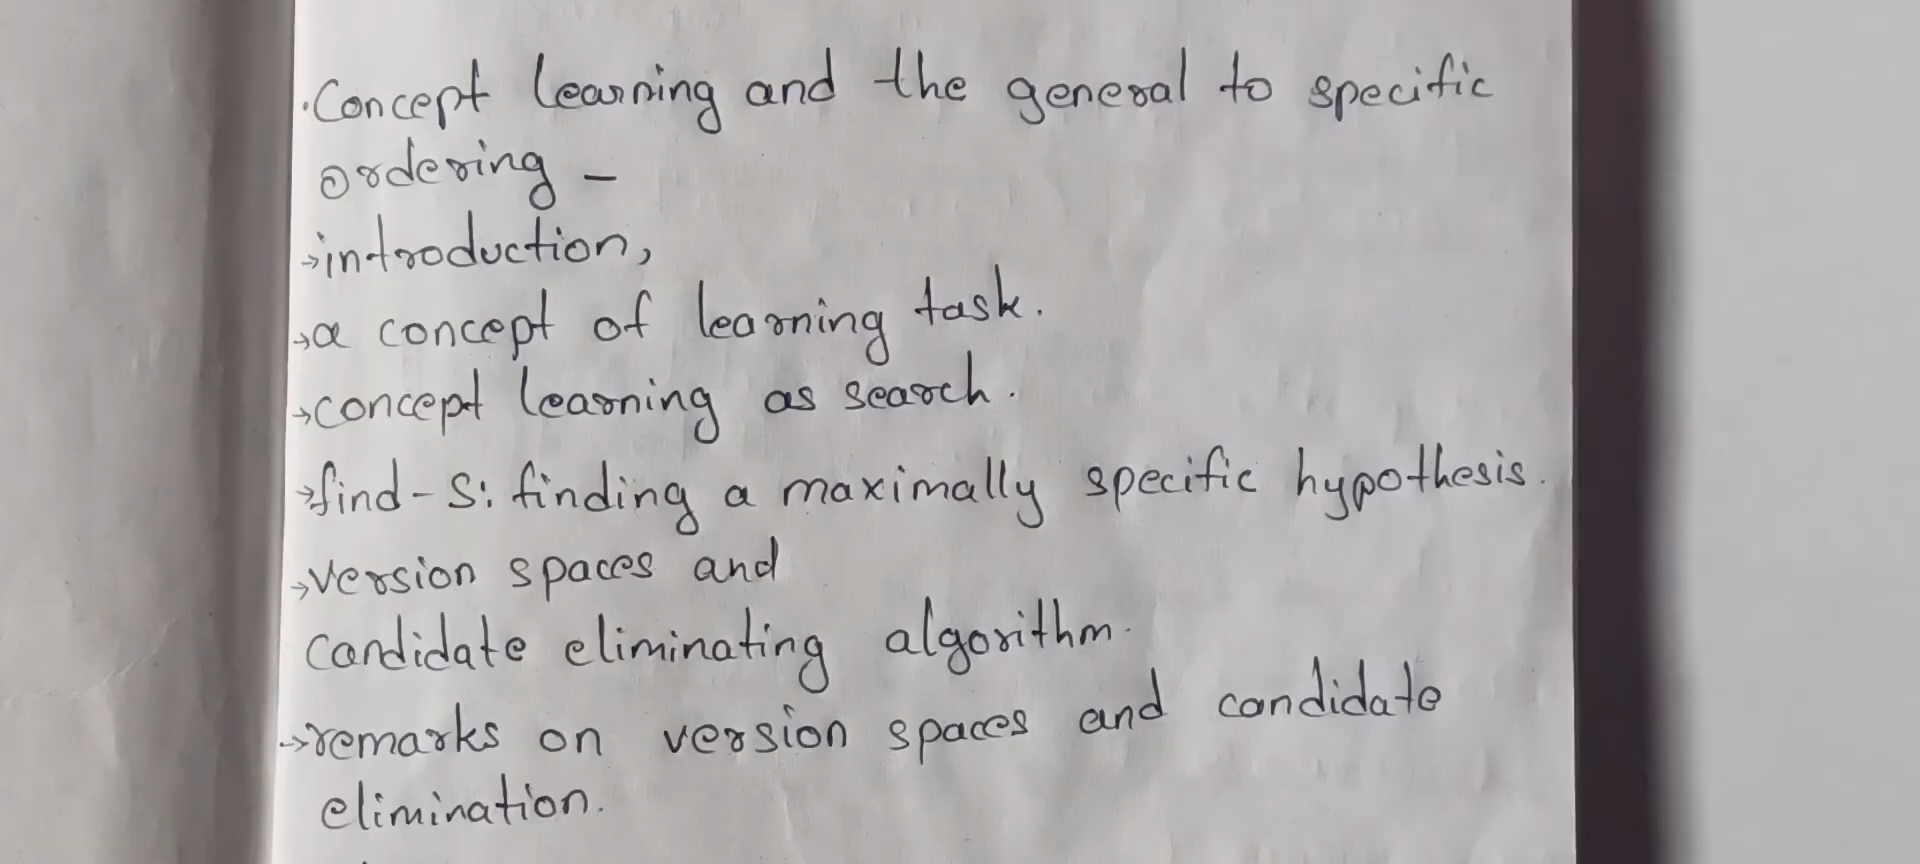 ·Concept learning and the general to specific
ordering -
→introduction,
→a concept of learning task.
→concept learning as search.
→find-S: finding a maximally specific hypothesis.
→version spaces and
candidate eliminating algorithm.
→remarks on version spaces and candidate
elimination.